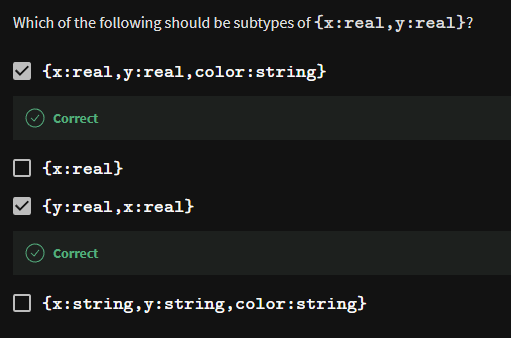 Which of the following should be subtypes of {x:real,y:real}?
{x:real,y:real,color:string}
Correct
{x:real}
{y:real,x:real}
Correct
{x:string,y:string,color:string}